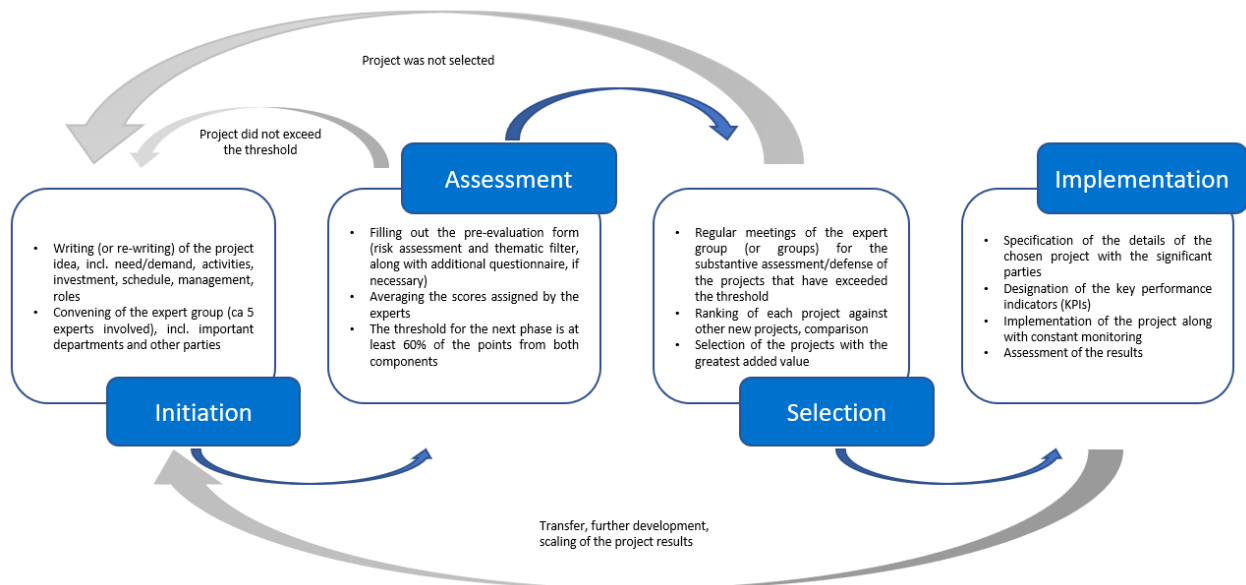 Project was not selected
Project did not exceed
the threshold
Assessment
Implementation
• Writing (or re-writing) of the project
idea, incl. need/demand, activities,
investment, schedule, management,
roles
• Convening of the expert group (ca 5
experts involved), incl. important
departments and other parties
Initiation
• Filling out the pre-evaluation form
(risk assessment and thematic filter,
along with additional questionnaire, if
necessary)
• Averaging the scores assigned by the
experts
• The threshold for the next phase is at
least 60% of the points from both
components
• Regular meetings of the expert
group (or groups) for the
substantive assessment/defense of
the projects that have exceeded the
threshold
• Ranking of each project against
other new projects, comparison
• Selection of the projects with the
greatest added value
Selection
• Specification of the details of the
chosen project with the significant
parties
• Designation of the key performance
indicators (KPIs)
• Implementation of the project along
with constant monitoring
• Assessment of the results
Transfer, further development,
scaling of the project results